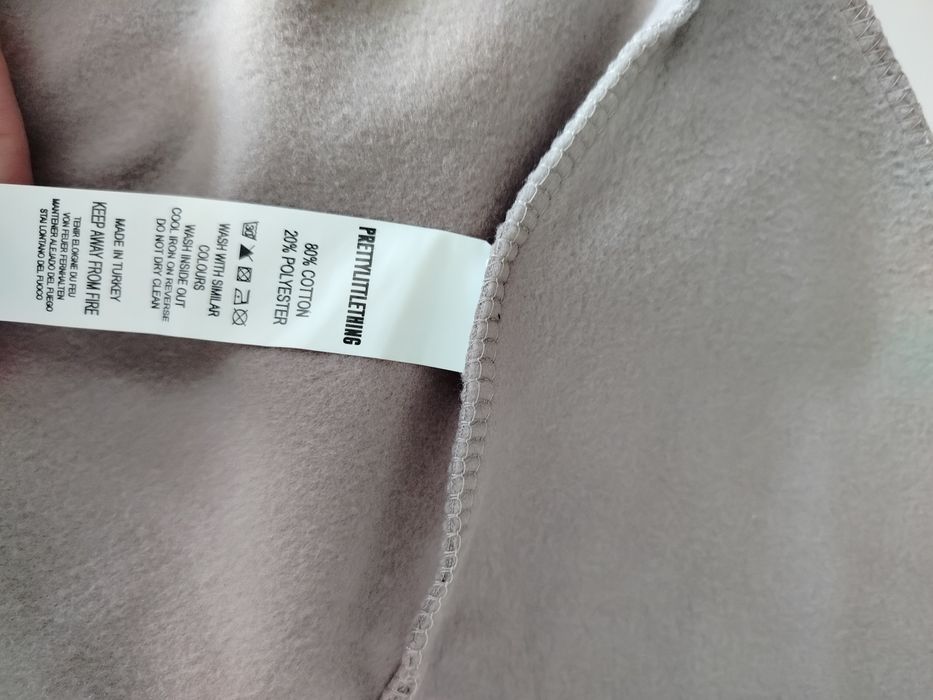 PRETTYLITTLETHING
80% COTTON
20% POLYESTER
WASH WITH SIMILAR
COLOURS
WASH INSIDE OUT
COOL IRON ON REVERSE
DO NOT DRY CLEAN
MADE IN TURKEY
KEEP AWAY FROM FIRE
TENIR ELOIGNE DU FEU
VON FEUER FERNHALTEN
MANTENER ALEJADO DEL FUEGO
STAI LONTANO DEL FUOCO